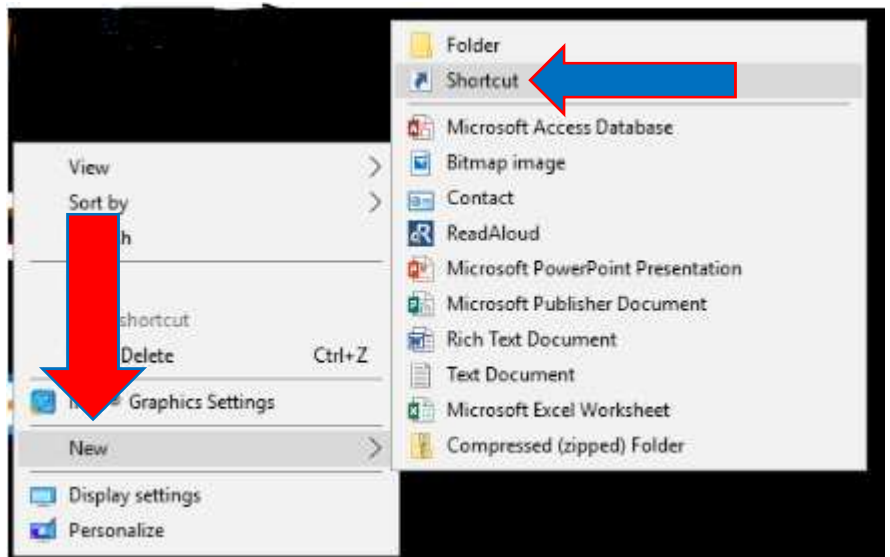 View
Sort by
h
shortcut
Delete Ctrl+Z
Graphics Settings
New
Display settings
Personalize
Folder
Shortcut
Microsoft Access Database
Bitmap image
Contact
ReadAloud
Microsoft PowerPoint Presentation
Microsoft Publisher Document
Rich Text Document
Text Document
Microsoft Excel Worksheet
Compressed (zipped) Folder